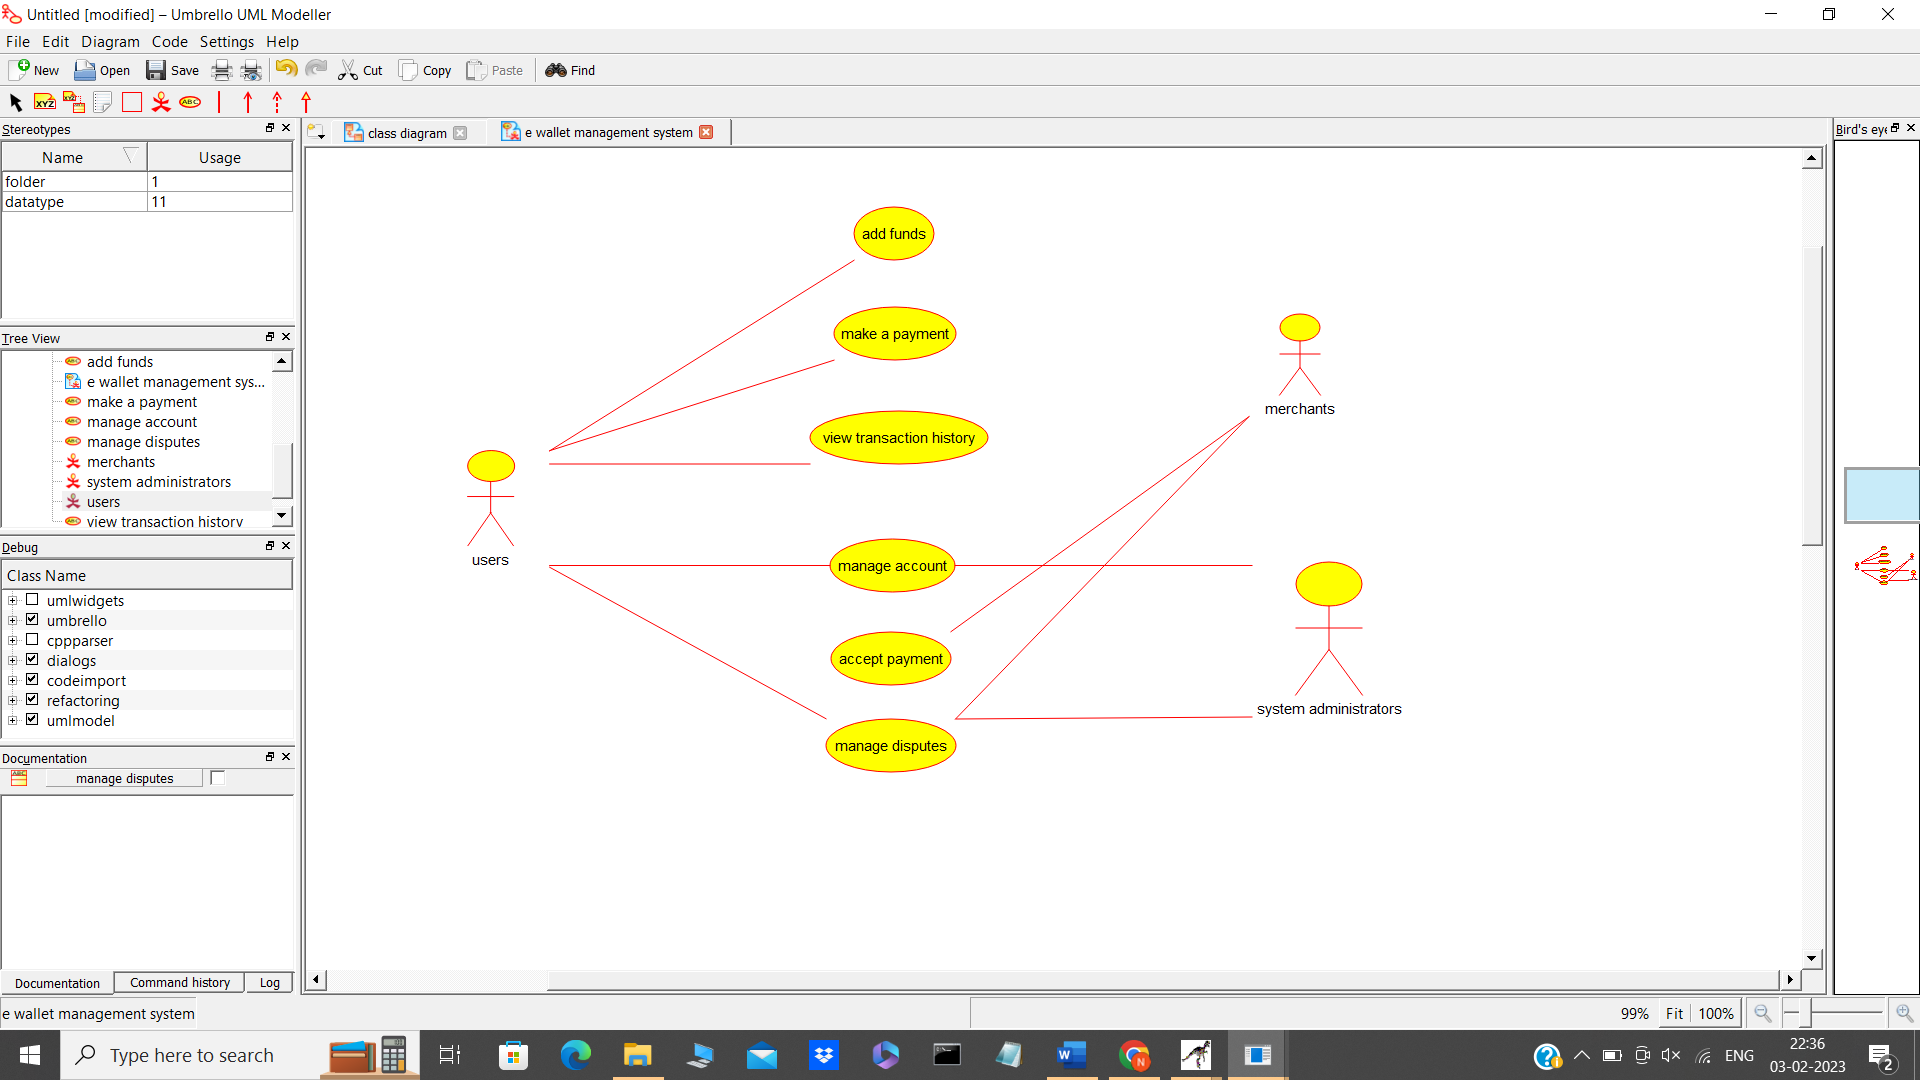 Untitled [modified] – Umbrello UML Modeller
File Edit Diagram Code Settings Help
New Open Save Cut Copy Paste Find
XYZ XYZ ABC
Stereotypes
Name Usage
folder 1
datatype 11
Tree View
add funds
e wallet management sys...
make a payment
manage account
manage disputes
merchants
system administrators
users
view transaction history
Debug
Class Name
umlwidgets
umbrello
cppparser
dialogs
codeimport
refactoring
umlmodel
Documentation
manage disputes
Documentation Command history Log
class diagram e wallet management system
add funds
make a payment
view transaction history
merchants
users
manage account
accept payment
system administrators
manage disputes
Bird's eye
e wallet management system
99% Fit 100%
Type here to search
ENG
22:36
03-02-2023
2